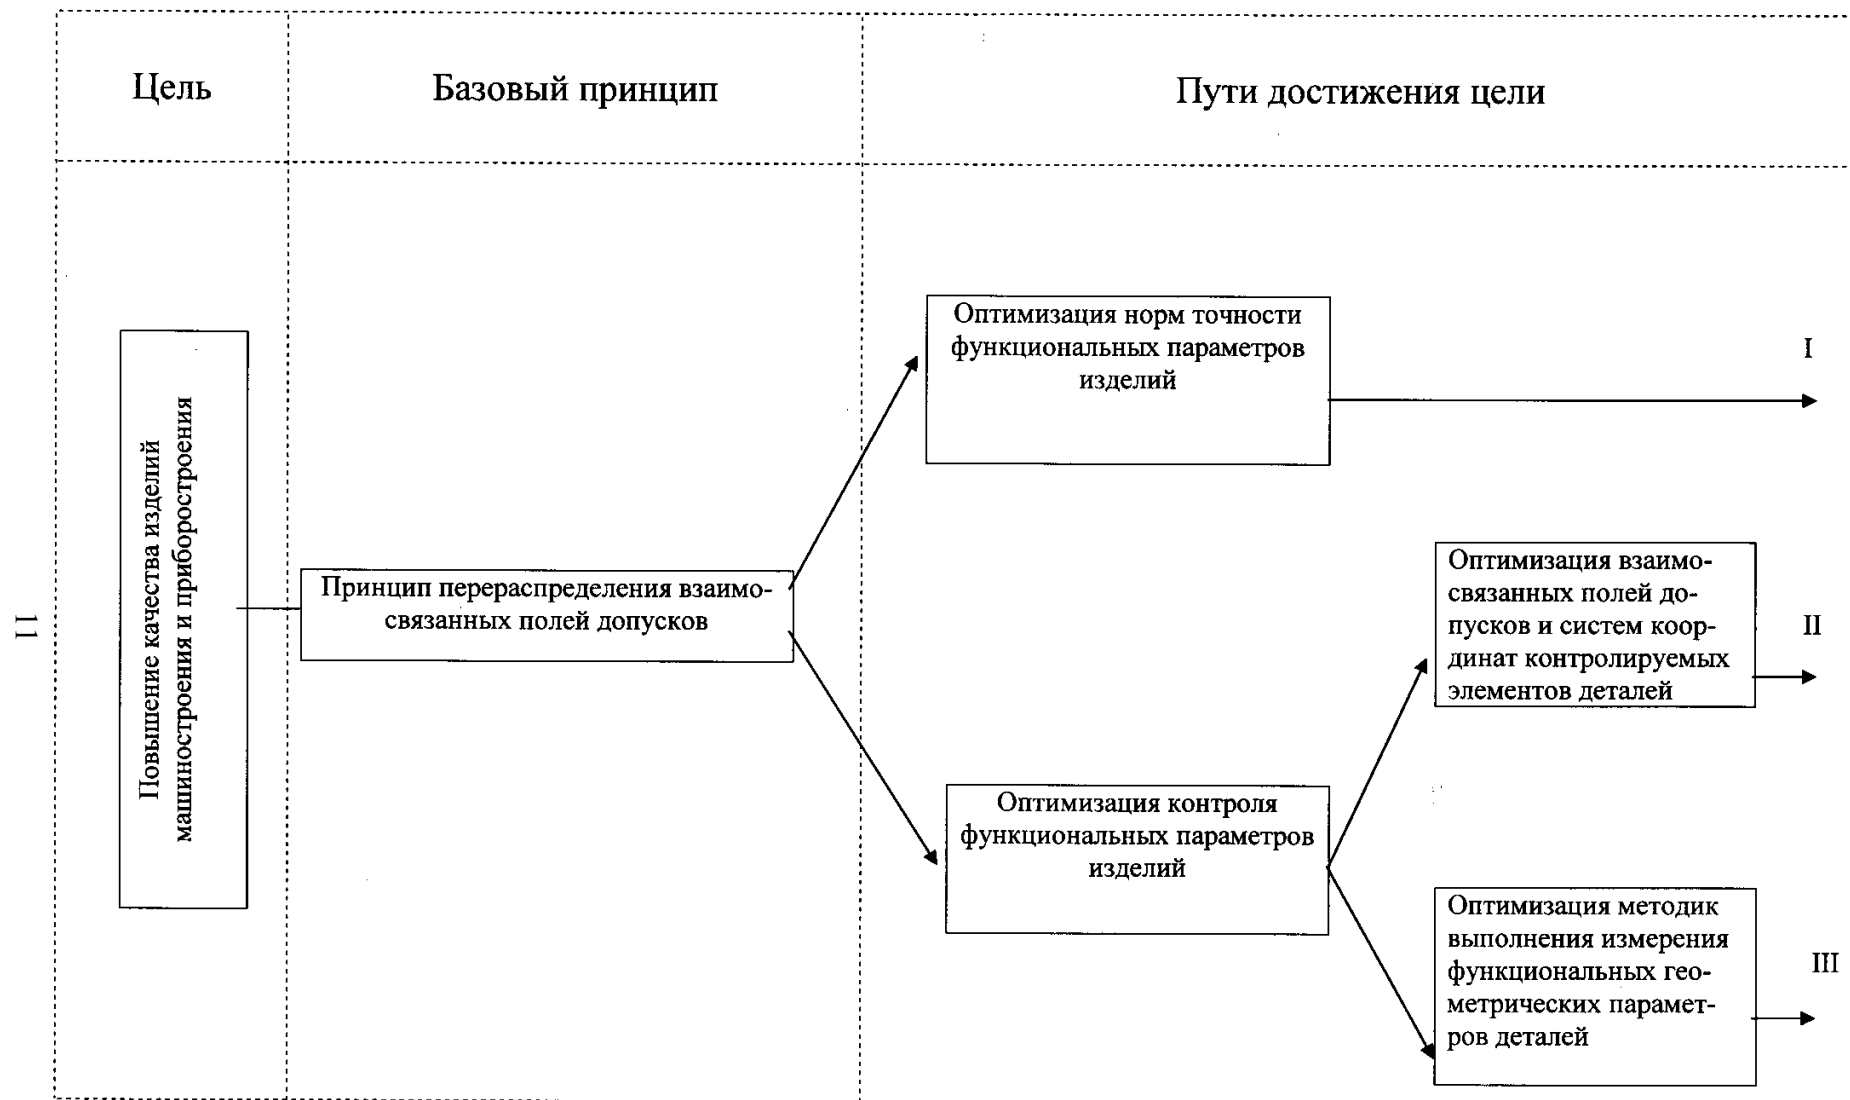 Цель
Базовый принцип
Пути достижения цели
Повышение качества изделий
машиностроения и приборостроения
Принцип перераспределения взаимо-
связанных полей допусков
Оптимизация норм точности
функциональных параметров
изделий
I
Оптимизация взаимо-
связанных полей до-
пусков и систем коор-
динат контролируемых
элементов деталей
II
Оптимизация контроля
функциональных параметров
изделий
Оптимизация методик
выполнения измерения
функциональных гео-
метрических парамет-
ров деталей
III
11